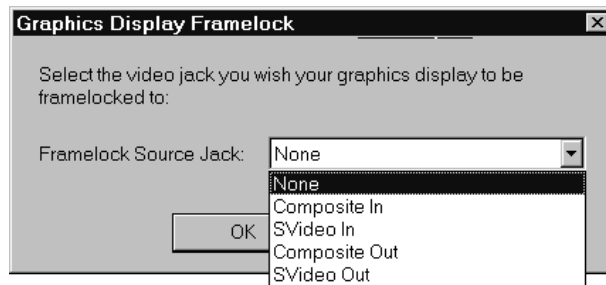 Graphics Display Framelock
Select the video jack you wish your graphics display to be
framelocked to:
Framelock Source Jack: None
None
Composite In
SVideo In
OK
Composite Out
SVideo Out